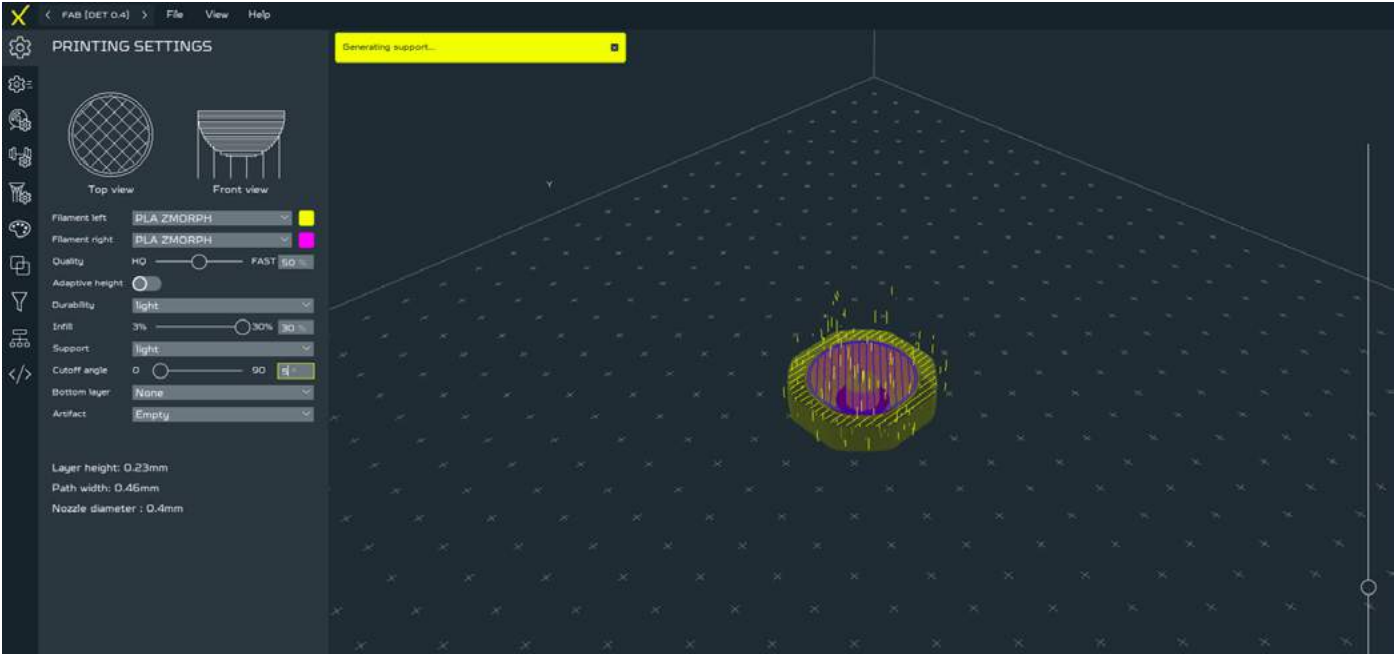 FAB (DET 0.4) File View Help
PRINTING SETTINGS
Generating support...
Top view Front view
Filament left PLA ZMORPH
Filament right PLA ZMORPH
Quality HQ FAST 50 %
Adaptive height
Durability light
Infill 3% 30% 30 %
Support light
Cutoff angle 0 90 5 °
Bottom layer None
Artifact Empty
Layer height: 0.23mm
Path width: 0.46mm
Nozzle diameter : 0.4mm
Y